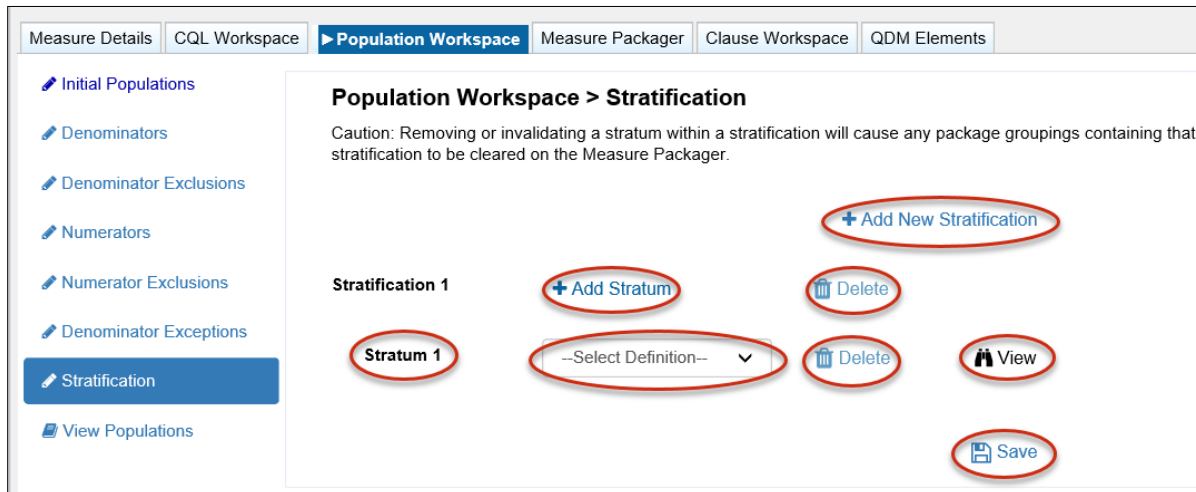 Measure Details CQL Workspace ▸Population Workspace Measure Packager Clause Workspace QDM Elements
Initial Populations
Denominators
Denominator Exclusions
Numerators
Numerator Exclusions
Denominator Exceptions
Stratification
View Populations
Population Workspace > Stratification
Caution: Removing or invalidating a stratum within a stratification will cause any package groupings containing that
stratification to be cleared on the Measure Packager.
+ Add New Stratification
Stratification 1 + Add Stratum Delete
Stratum 1 --Select Definition-- Delete View
Save